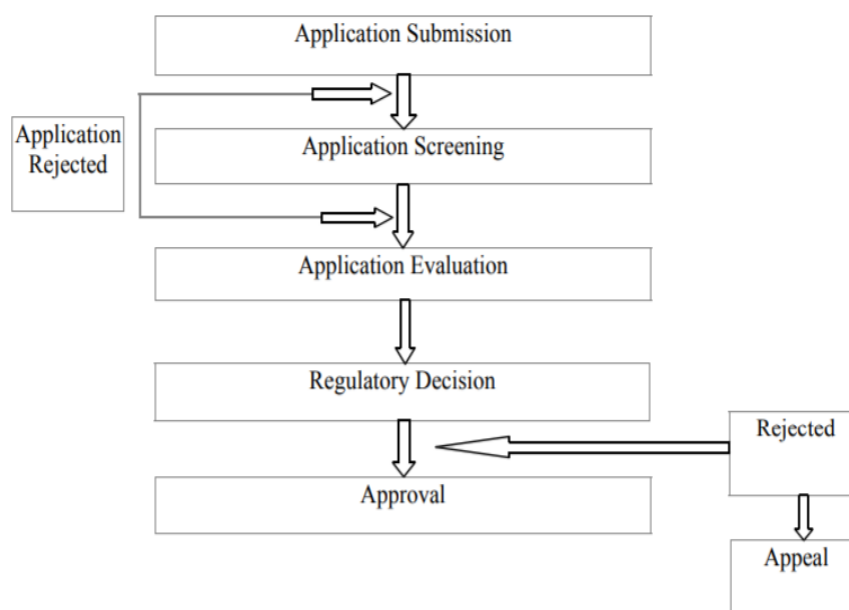 Application Submission
Application
Rejected
Application Screening
Application Evaluation
Regulatory Decision
Rejected
Approval
Appeal